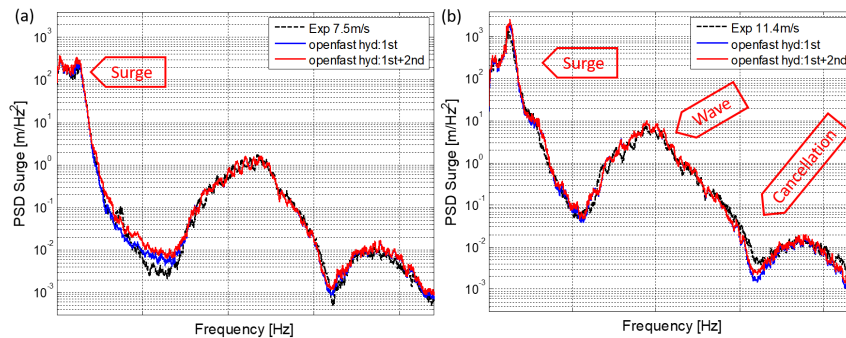 (a)
Exp 7.5m/s
openfast hyd:1st
openfast hyd:1st+2nd
Surge
PSD Surge [m/Hz²]
10³
10²
10¹
10⁰
10⁻¹
10⁻²
10⁻³
Frequency [Hz]
(b)
Exp 11.4m/s
openfast hyd:1st
openfast hyd:1st+2nd
Surge
Wave
Cancellation
PSD Surge [m/Hz²]
10³
10²
10¹
10⁰
10⁻¹
10⁻²
10⁻³
Frequency [Hz]